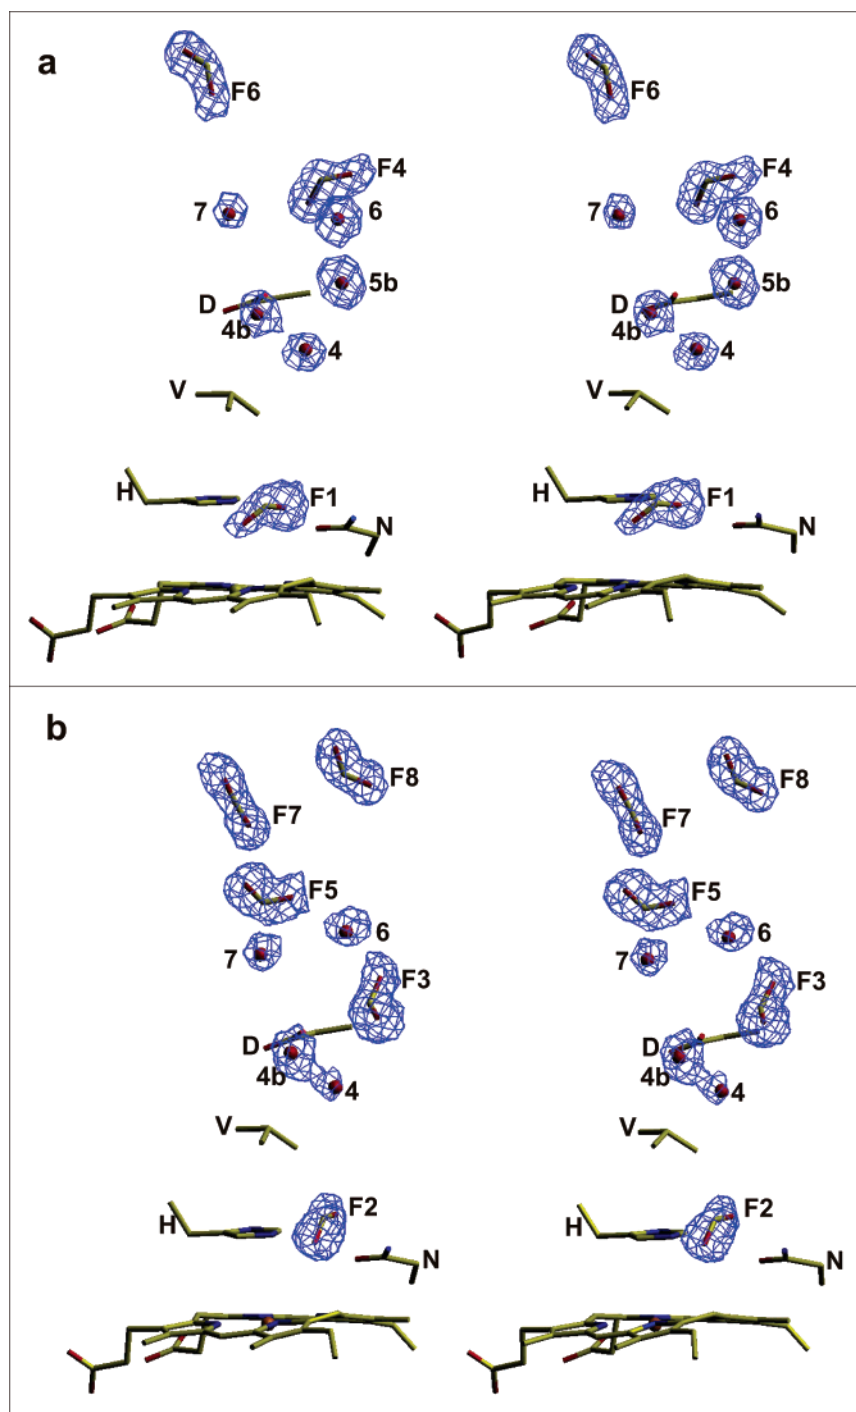 a
F6 F6
F4 F4
7 6 7 6
5b 5b
D D
4b 4 4b 4
V V
H F1 N H F1 N
b
F8 F8
F7 F7
F5 F5
7 6 7 6
F3 F3
D D
4b 4 4b 4
V V
H F2 N H F2 N